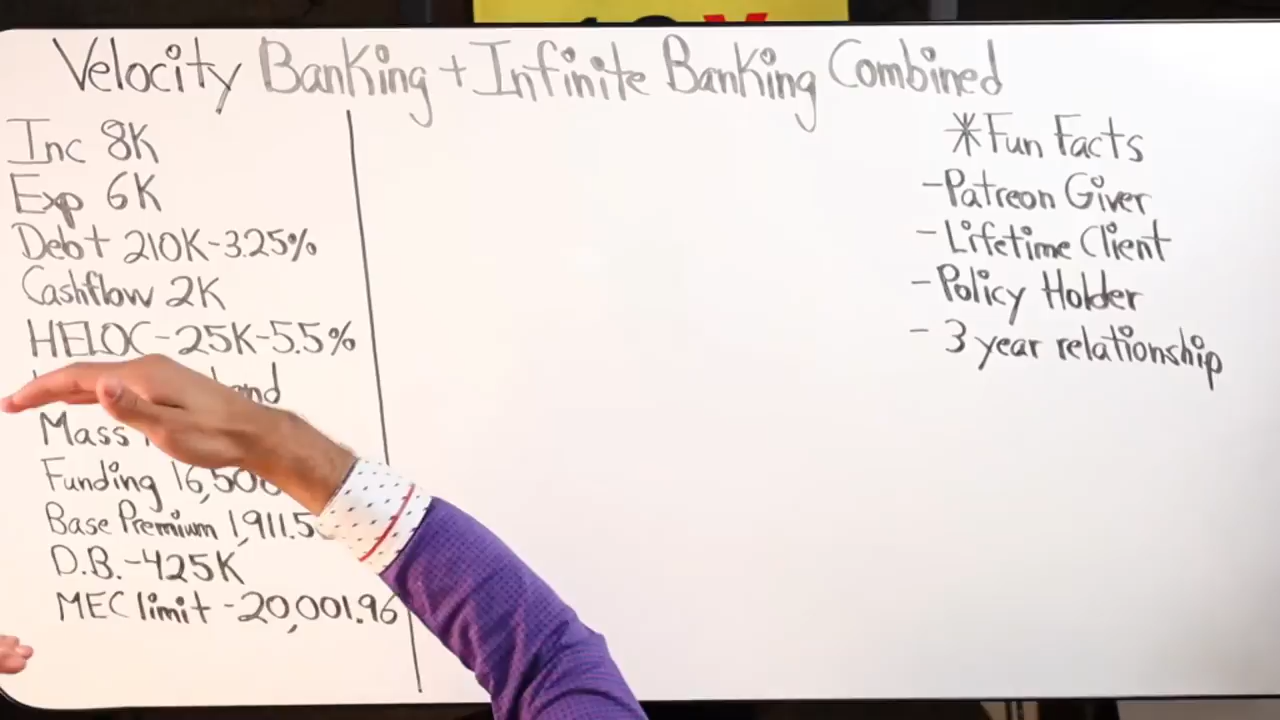 Velocity Banking + Infinite Banking Combined
Inc 8K
Exp 6K
Debt 210K-3.25%
Cashflow 2K
HELOC-25K-5.5%
Mass
Funding
Base Premium
D.B.-425K
MEC limit -20,001.96
*Fun Facts
-Patreon Giver
-Lifetime Client
-Policy Holder
- 3 year relationship